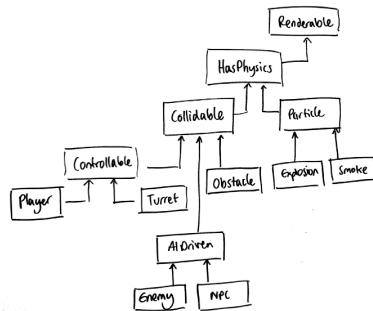 Renderable
HasPhysics
Collidable
Particle
Controllable
Obstacle
Explosion
Smoke
Player
Turret
AIDriven
Enemy
NPC